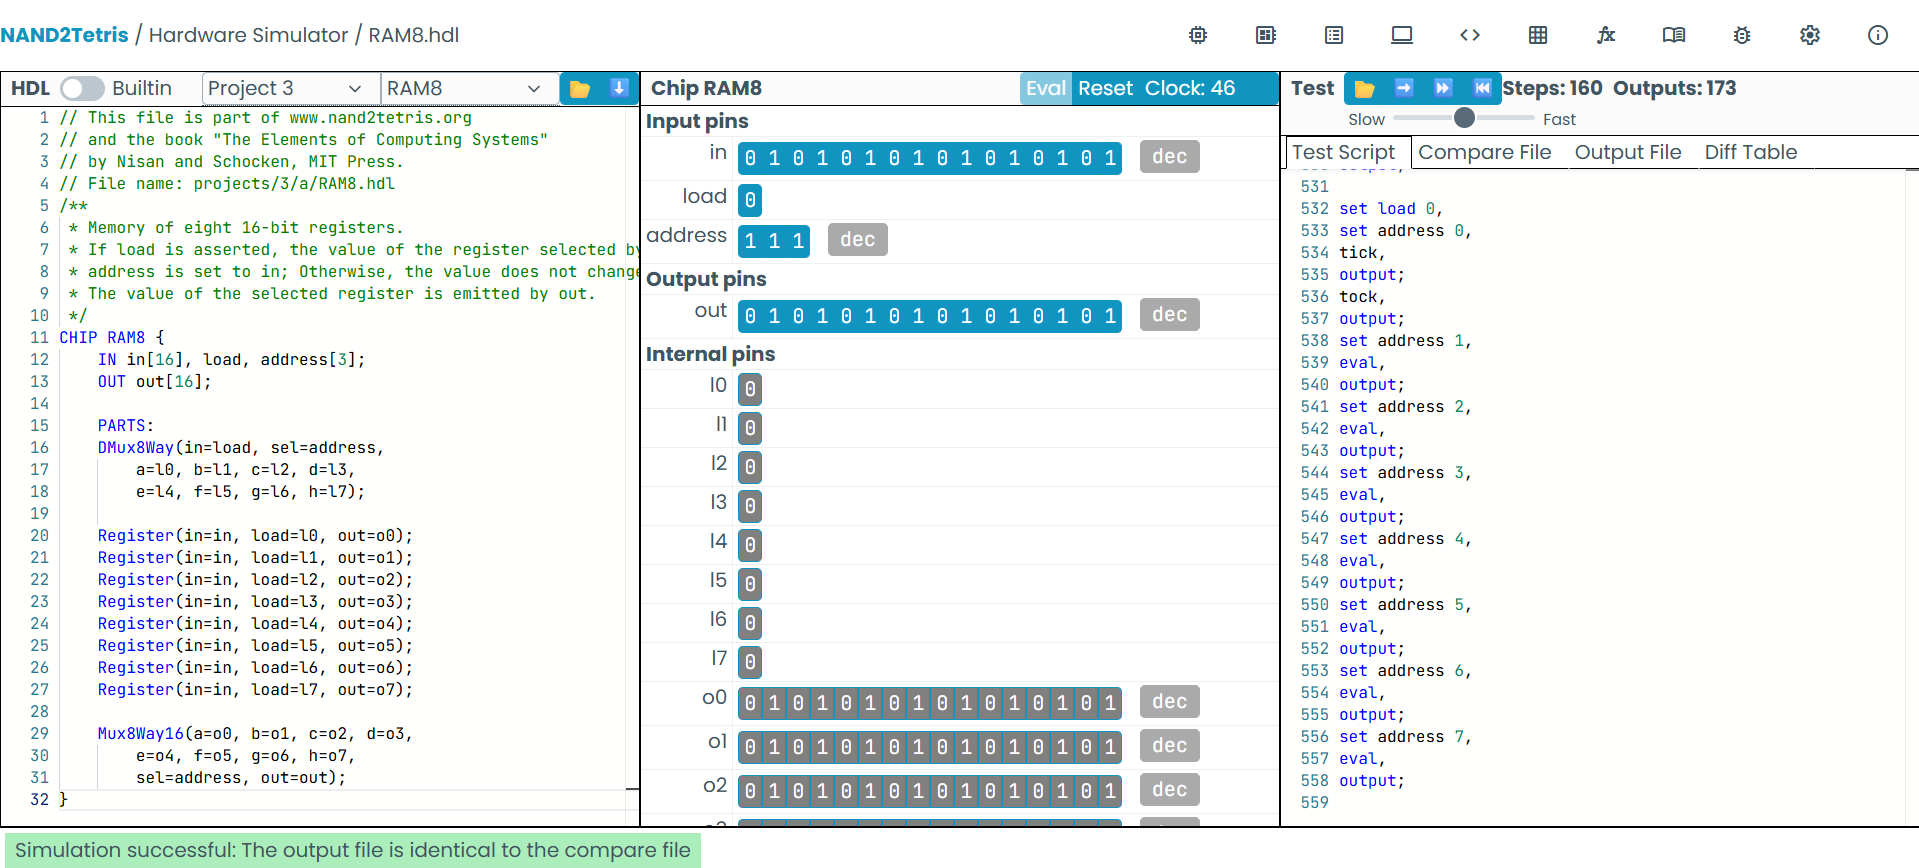 NAND2Tetris / Hardware Simulator / RAM8.hdl
HDL Builtin Project 3 RAM8
1 // This file is part of www.nand2tetris.org
2 // and the book "The Elements of Computing Systems"
3 // by Nisan and Schocken, MIT Press.
4 // File name: projects/3/a/RAM8.hdl
5 /**
6 * Memory of eight 16-bit registers.
7 * If load is asserted, the value of the register selected by
8 * address is set to in; Otherwise, the value does not change
9 * The value of the selected register is emitted by out.
10 */
11 CHIP RAM8 {
12 IN in[16], load, address[3];
13 OUT out[16];
14
15 PARTS:
16 DMux8Way(in=load, sel=address,
17 a=l0, b=l1, c=l2, d=l3,
18 e=l4, f=l5, g=l6, h=l7);
19
20 Register(in=in, load=l0, out=o0);
21 Register(in=in, load=l1, out=o1);
22 Register(in=in, load=l2, out=o2);
23 Register(in=in, load=l3, out=o3);
24 Register(in=in, load=l4, out=o4);
25 Register(in=in, load=l5, out=o5);
26 Register(in=in, load=l6, out=o6);
27 Register(in=in, load=l7, out=o7);
28
29 Mux8Way16(a=o0, b=o1, c=o2, d=o3,
30 e=o4, f=o5, g=o6, h=o7,
31 sel=address, out=out);
32 }
Chip RAM8 Eval Reset Clock: 46
Input pins
in 0 1 0 1 0 1 0 1 0 1 0 1 0 1 0 1 dec
load 0
address 1 1 1 dec
Output pins
out 0 1 0 1 0 1 0 1 0 1 0 1 0 1 0 1 dec
Internal pins
l0 0
l1 0
l2 0
l3 0
l4 0
l5 0
l6 0
l7 0
o0 0 1 0 1 0 1 0 1 0 1 0 1 0 1 0 1 dec
o1 0 1 0 1 0 1 0 1 0 1 0 1 0 1 0 1 dec
o2 0 1 0 1 0 1 0 1 0 1 0 1 0 1 0 1 dec
Test Steps: 160 Outputs: 173
Slow Fast
Test Script Compare File Output File Diff Table
531
532 set load 0,
533 set address 0,
534 tick,
535 output;
536 tock,
537 output;
538 set address 1,
539 eval,
540 output;
541 set address 2,
542 eval,
543 output;
544 set address 3,
545 eval,
546 output;
547 set address 4,
548 eval,
549 output;
550 set address 5,
551 eval,
552 output;
553 set address 6,
554 eval,
555 output;
556 set address 7,
557 eval,
558 output;
559
Simulation successful: The output file is identical to the compare file